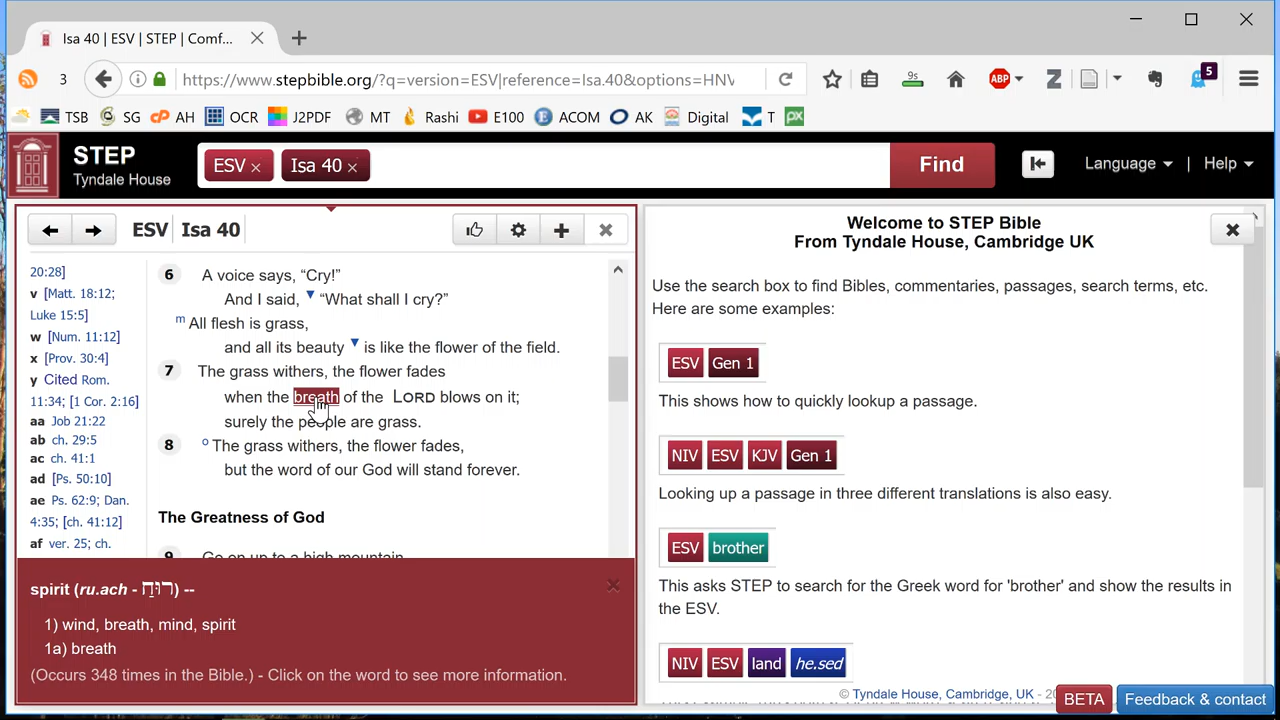 Isa 40 | ESV | STEP | Comf...
3
https://www.stepbible.org/?q=version=ESV|reference=Isa.40&options=HNV
9s
ABP
5
TSB SG AH OCR J2PDF MT Rashi E100 ACOM AK Digital T
STEP
Tyndale House
ESV × Isa 40 ×
Find
Language | Help
ESV Isa 40
20:28]
v [Matt. 18:12;
Luke 15:5]
w [Num. 11:12]
x [Prov. 30:4]
y Cited Rom.
11:34; [1 Cor. 2:16]
aa Job 21:22
ab ch. 29:5
ac ch. 41:1
ad [Ps. 50:10]
ae Ps. 62:9; Dan.
4:35; [ch. 41:12]
af ver. 25; ch.
6 A voice says, “Cry!”
And I said, “What shall I cry?”
m All flesh is grass,
and all its beauty is like the flower of the field.
7 The grass withers, the flower fades
when the breath of the LORD blows on it;
surely the people are grass.
8 o The grass withers, the flower fades,
but the word of our God will stand forever.
The Greatness of God
9 Go on up to a high mountain
spirit (ru.ach - רוּחַ) --
1) wind, breath, mind, spirit
1a) breath
(Occurs 348 times in the Bible.) - Click on the word to see more information.
Welcome to STEP Bible
From Tyndale House, Cambridge UK
Use the search box to find Bibles, commentaries, passages, search terms, etc.
Here are some examples:
ESV Gen 1
This shows how to quickly lookup a passage.
NIV ESV KJV Gen 1
Looking up a passage in three different translations is also easy.
ESV brother
This asks STEP to search for the Greek word for 'brother' and show the results in
the ESV.
NIV ESV land he.sed
© Tyndale House, Cambridge, UK - 20
BETA
Feedback & contact